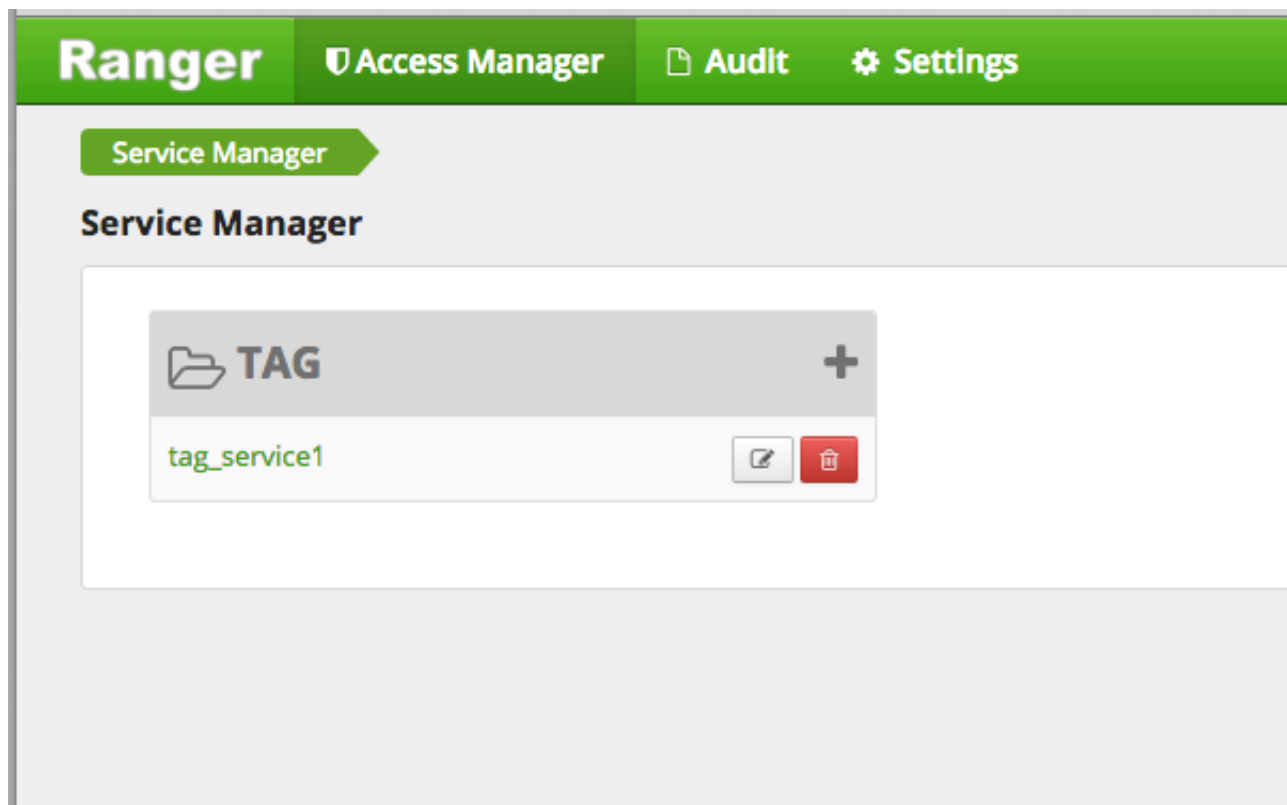 Ranger Access Manager Audit Settings
Service Manager
Service Manager
TAG
tag_service1